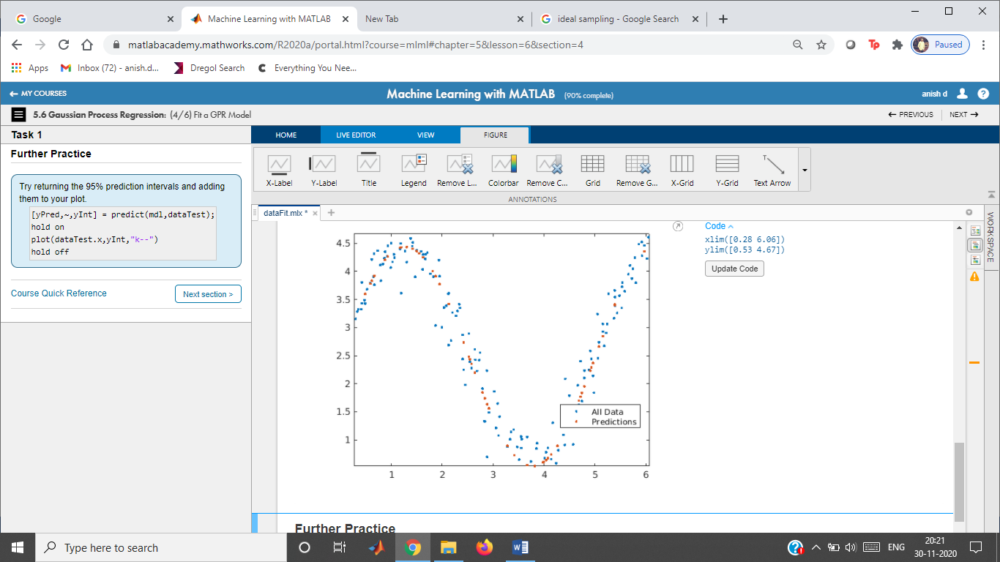 Google
Machine Learning with MATLAB
New Tab
ideal sampling - Google Search
matlabacademy.mathworks.com/R2020a/portal.html?course=mlml#chapter=5&lesson=6&section=4
Tp
Paused
Apps
Inbox (72) - anish.d...
Dregol Search
Everything You Nee...
MY COURSES
Machine Learning with MATLAB (90% complete)
anish d
?
5.6 Gaussian Process Regression: (4/6) Fit a GPR Model
PREVIOUS
NEXT
Task 1
HOME
LIVE EDITOR
VIEW
FIGURE
Further Practice
Try returning the 95% prediction intervals and adding
them to your plot.
[yPred,~,yInt] = predict(mdl,dataTest);
hold on
plot(dataTest.x,yInt,"k--")
hold off
Course Quick Reference
Next section >
X-Label
Y-Label
Title
Legend
Remove L...
Colorbar
Remove C...
Grid
Remove G...
X-Grid
Y-Grid
Text Arrow
ANNOTATIONS
dataFit.mlx *
WORKSPACE
Code
xlim([0.28 6.06])
ylim([0.53 4.67])
Update Code
4.5
4
3.5
3
2.5
2
1.5
1
All Data
Predictions
1
2
3
4
5
6
Further Practice
Type here to search
ENG
20:21
30-11-2020